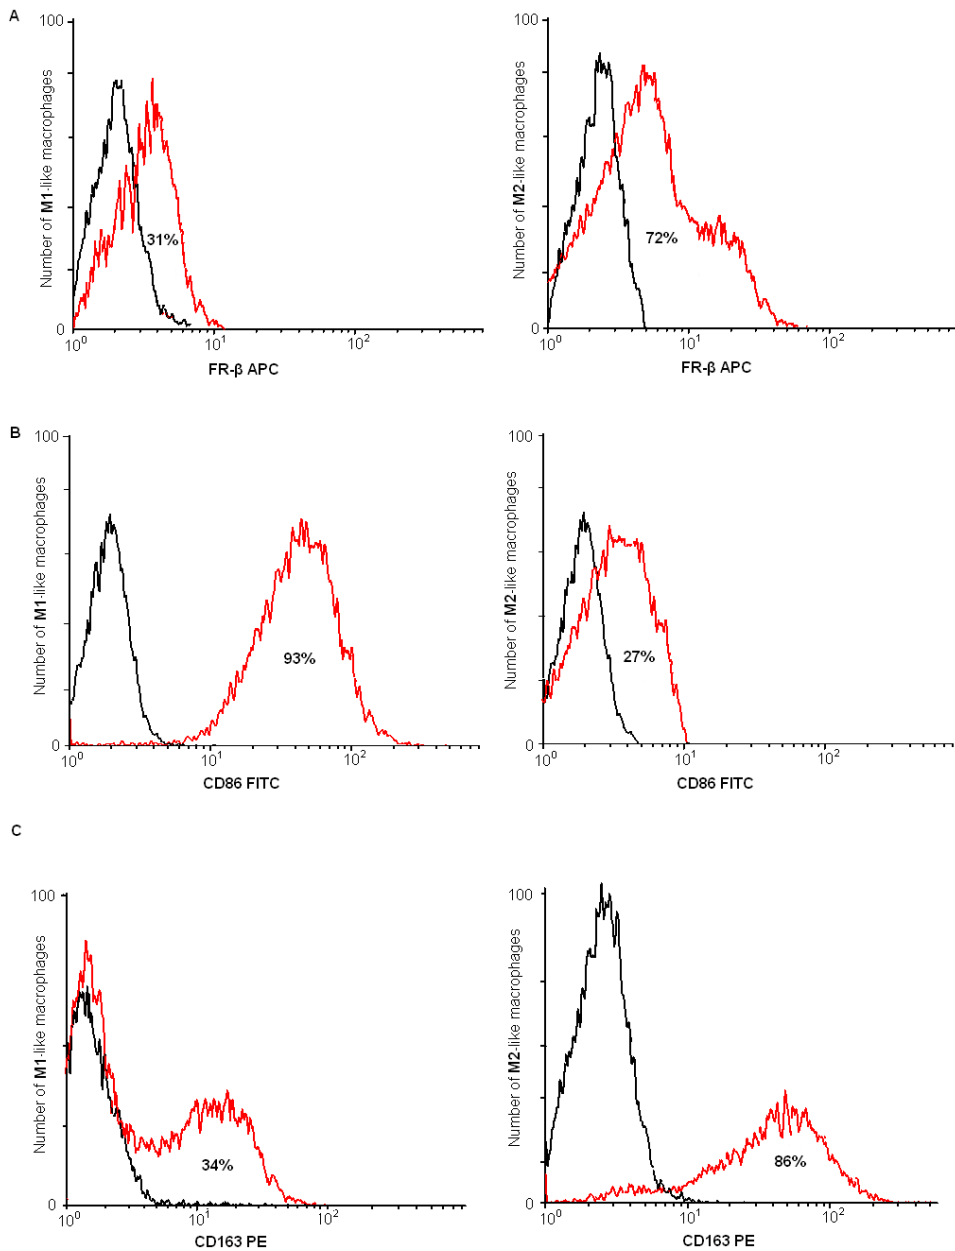 A
100
Number of M1-like macrophages
31%
0
10⁰
10¹
10²
FR-β APC
100
Number of M2-like macrophages
72%
0
10⁰
10¹
10²
FR-β APC
B
100
Number of M1-like macrophages
93%
0
10⁰
10¹
10²
CD86 FITC
100
Number of M2-like macrophages
27%
0
10⁰
10¹
10²
CD86 FITC
C
100
Number of M1-like macrophages
34%
0
10⁰
10¹
10²
CD163 PE
100
Number of M2-like macrophages
86%
0
10⁰
10¹
10²
CD163 PE